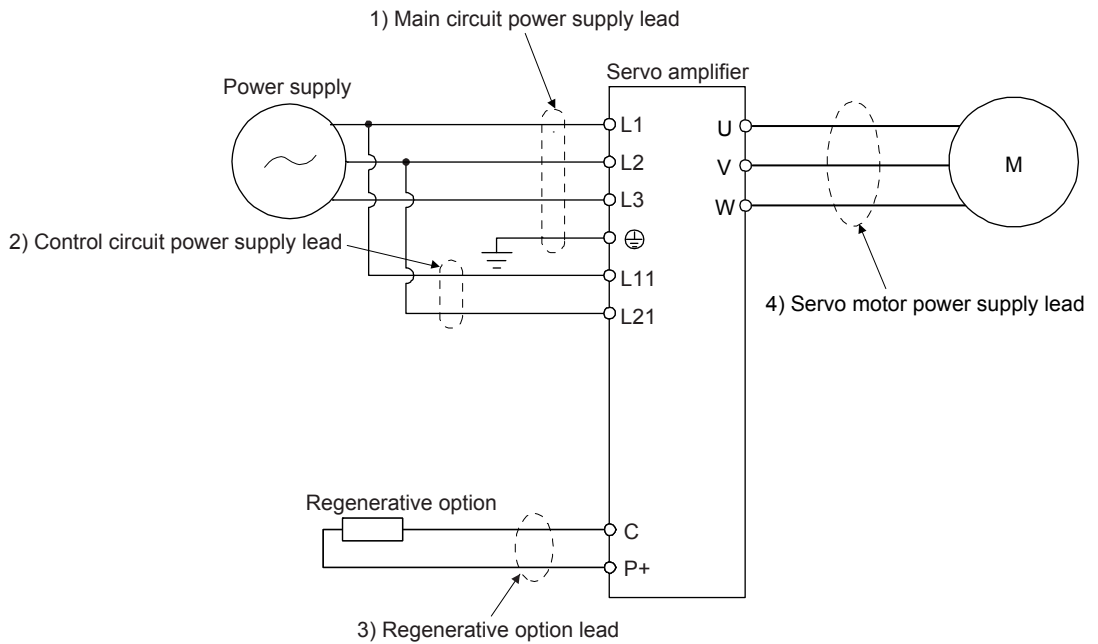 1) Main circuit power supply lead
Servo amplifier
Power supply
L1
L2
L3
U
V
W
M
2) Control circuit power supply lead
L11
L21
4) Servo motor power supply lead
Regenerative option
C
P+
3) Regenerative option lead